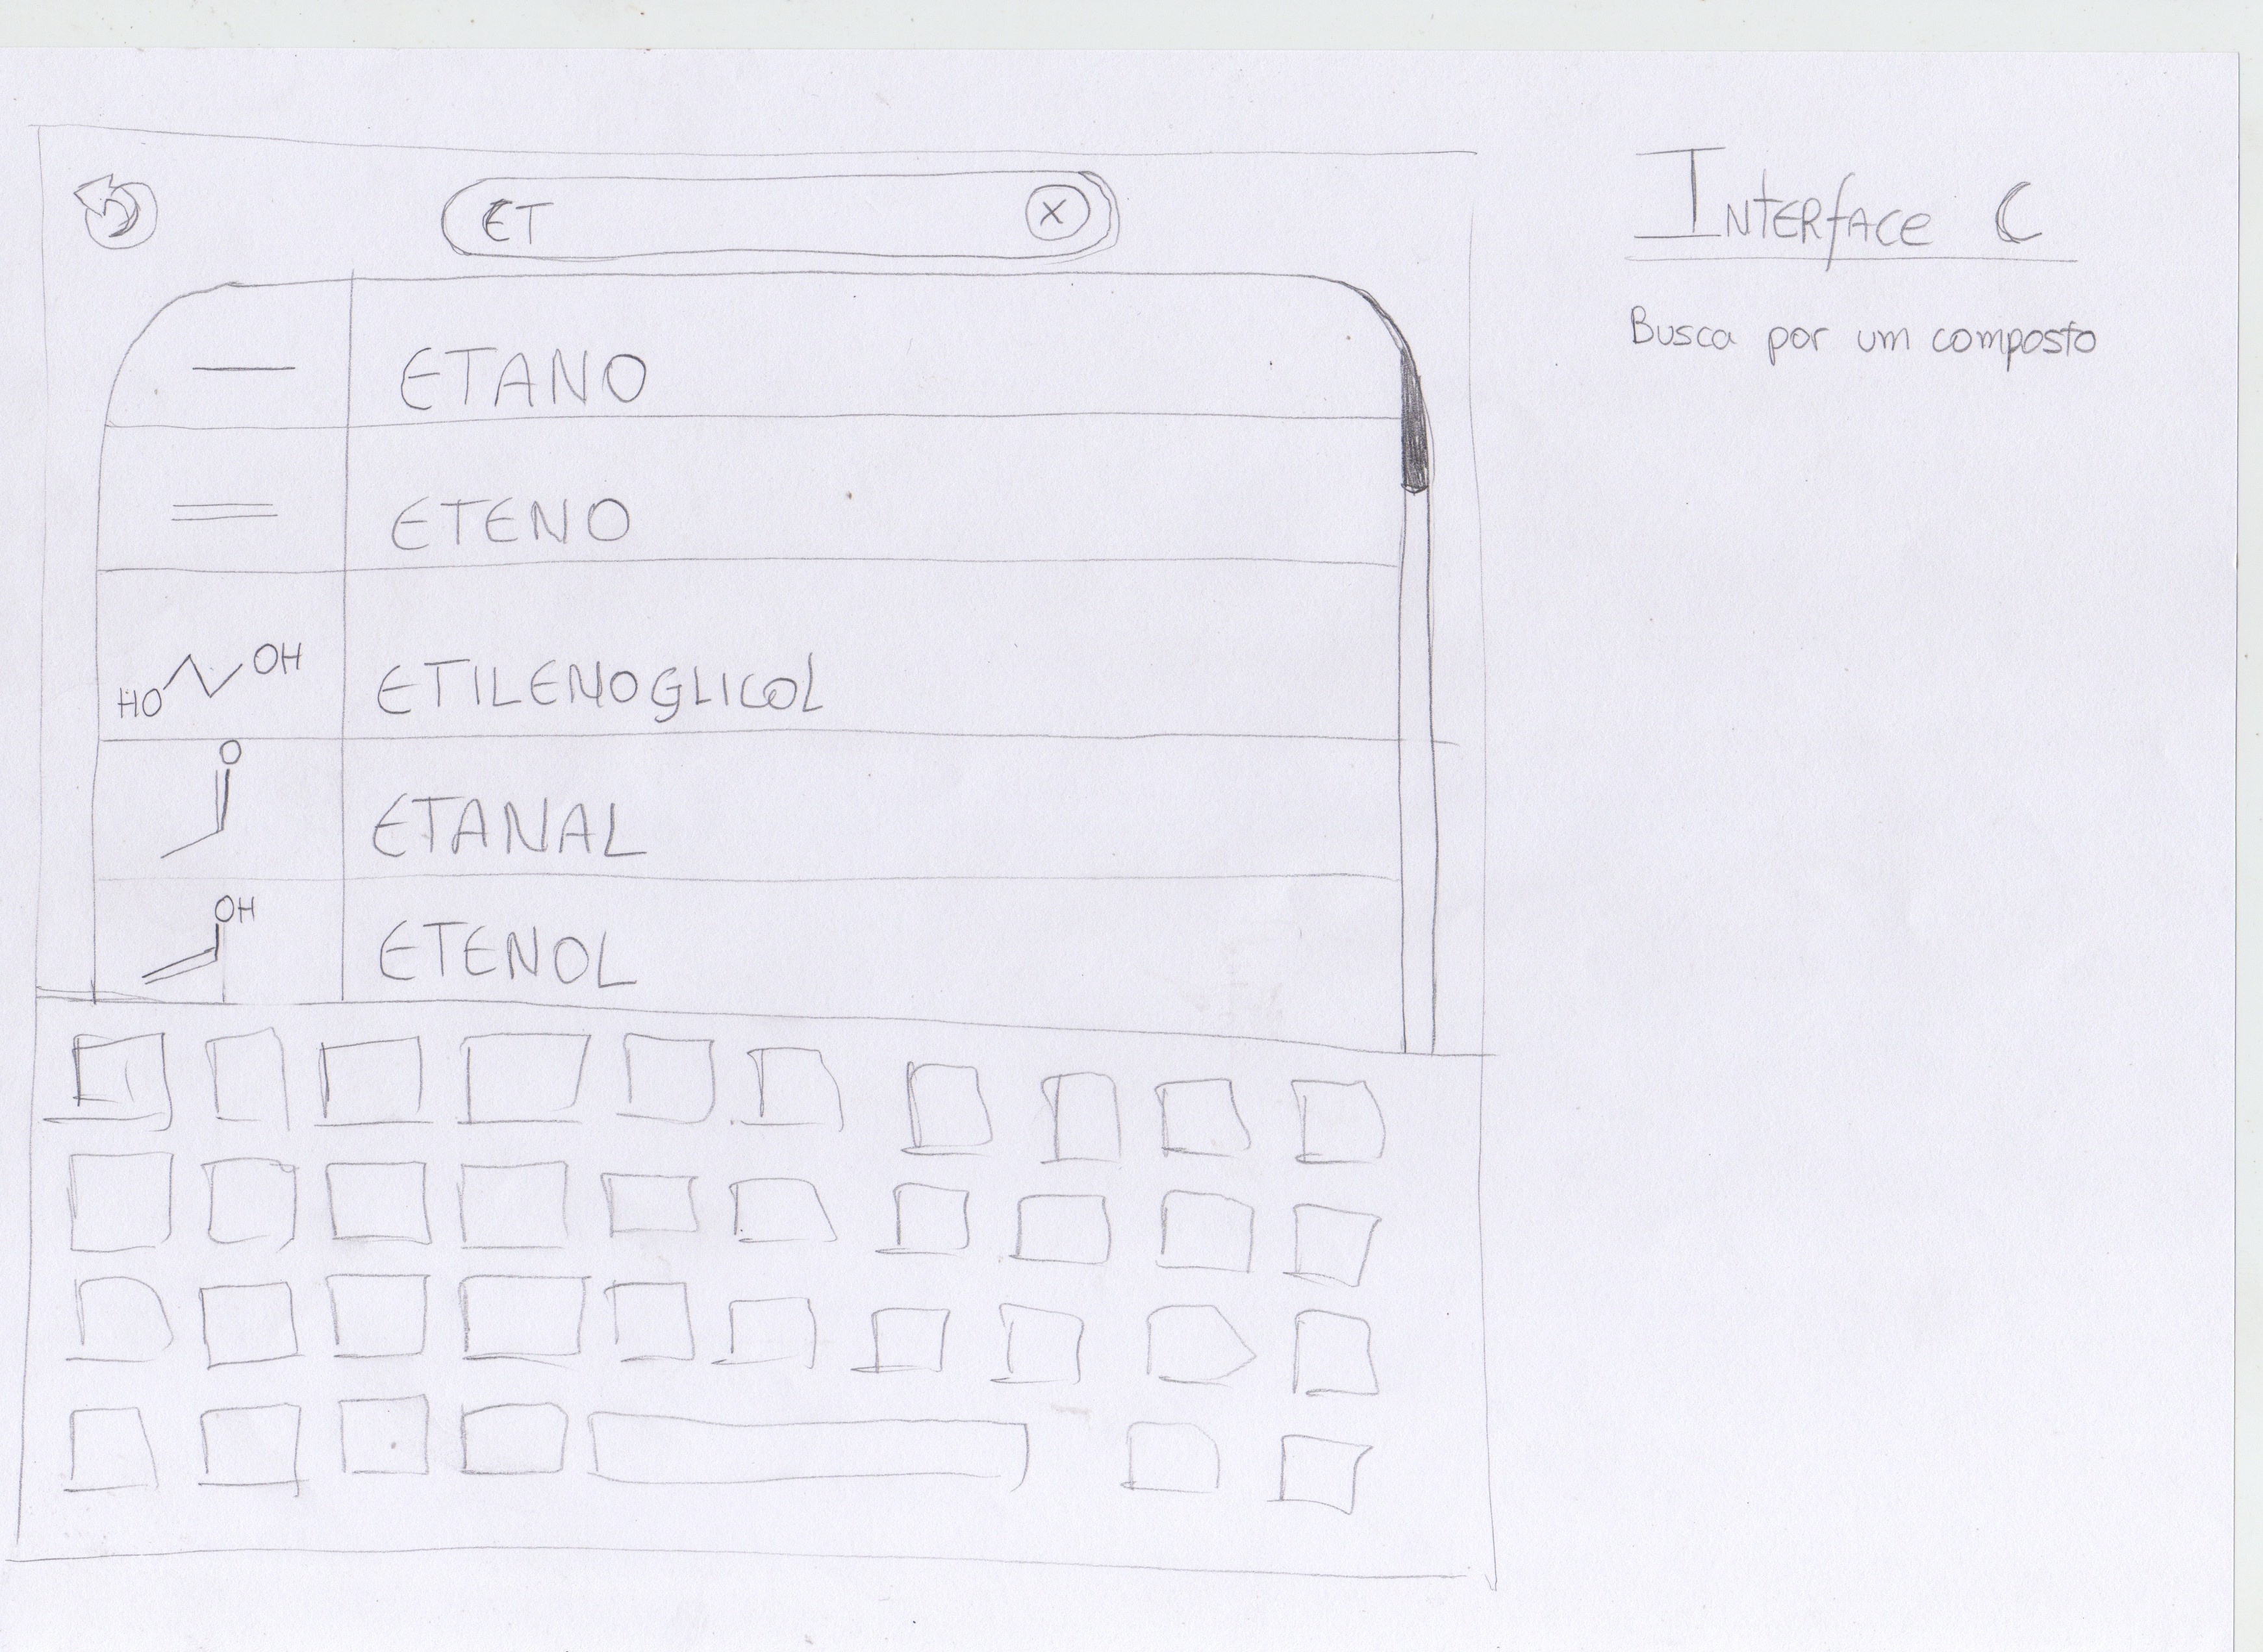 Interface C
Busca por um composto
ET X
ETANO
ETENO
HO OH ETILENOGLICOL
O
ETANAL
OH
ETENOL